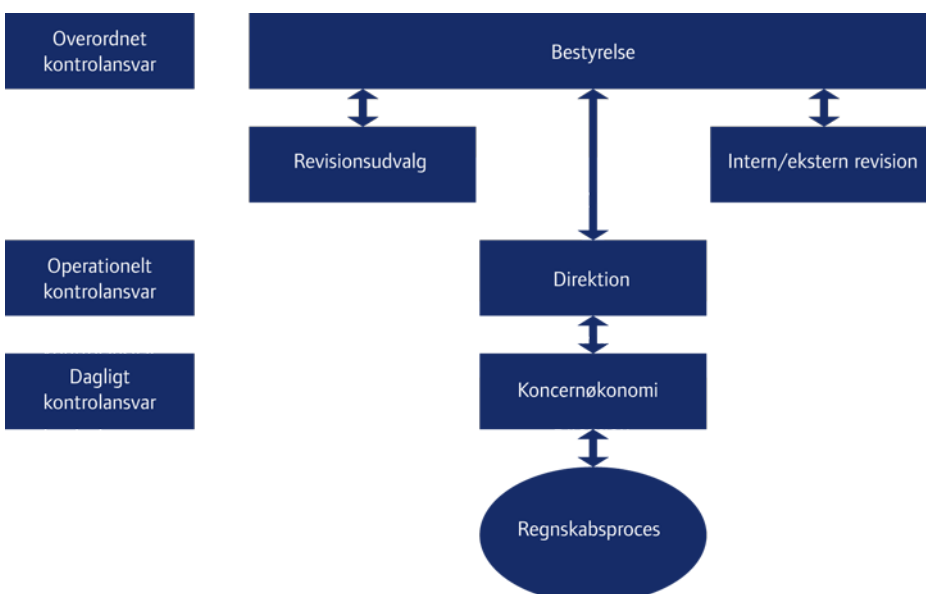 Overordnet
kontrolansvar
Bestyrelse
Revisionsudvalg
Intern/ekstern revision
Operationelt
kontrolansvar
Direktion
Dagligt
kontrolansvar
Koncernøkonomi
Regnskabsproces